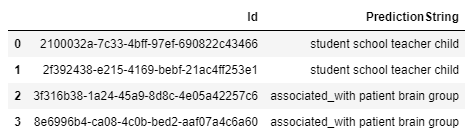 Id PredictionString
0 2100032a-7c33-4bff-97ef-690822c43466 student school teacher child
1 2f392438-e215-4169-bebf-21ac4ff253e1 student school teacher child
2 3f316b38-1a24-45a9-8d8c-4e05a42257c6 associated_with patient brain group
3 8e6996b4-ca08-4c0b-bed2-aaf07a4c6a60 associated_with patient brain group